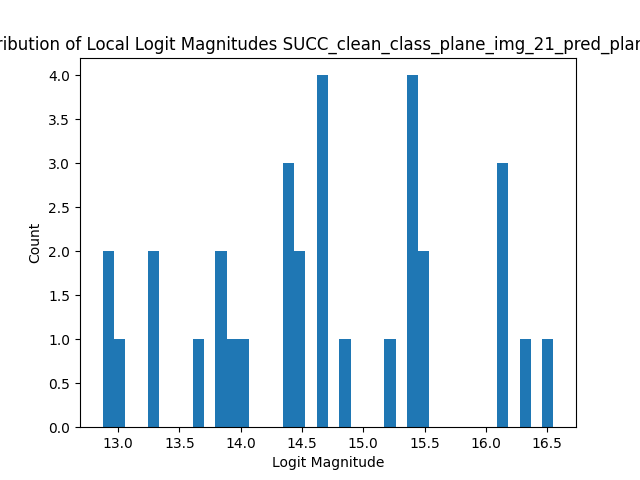 ribution of Local Logit Magnitudes SUCC_clean_class_plane_img_21_pred_plan
4.0
3.5
3.0
2.5
2.0
1.5
1.0
0.5
0.0
Count
13.0 13.5 14.0 14.5 15.0 15.5 16.0 16.5
Logit Magnitude